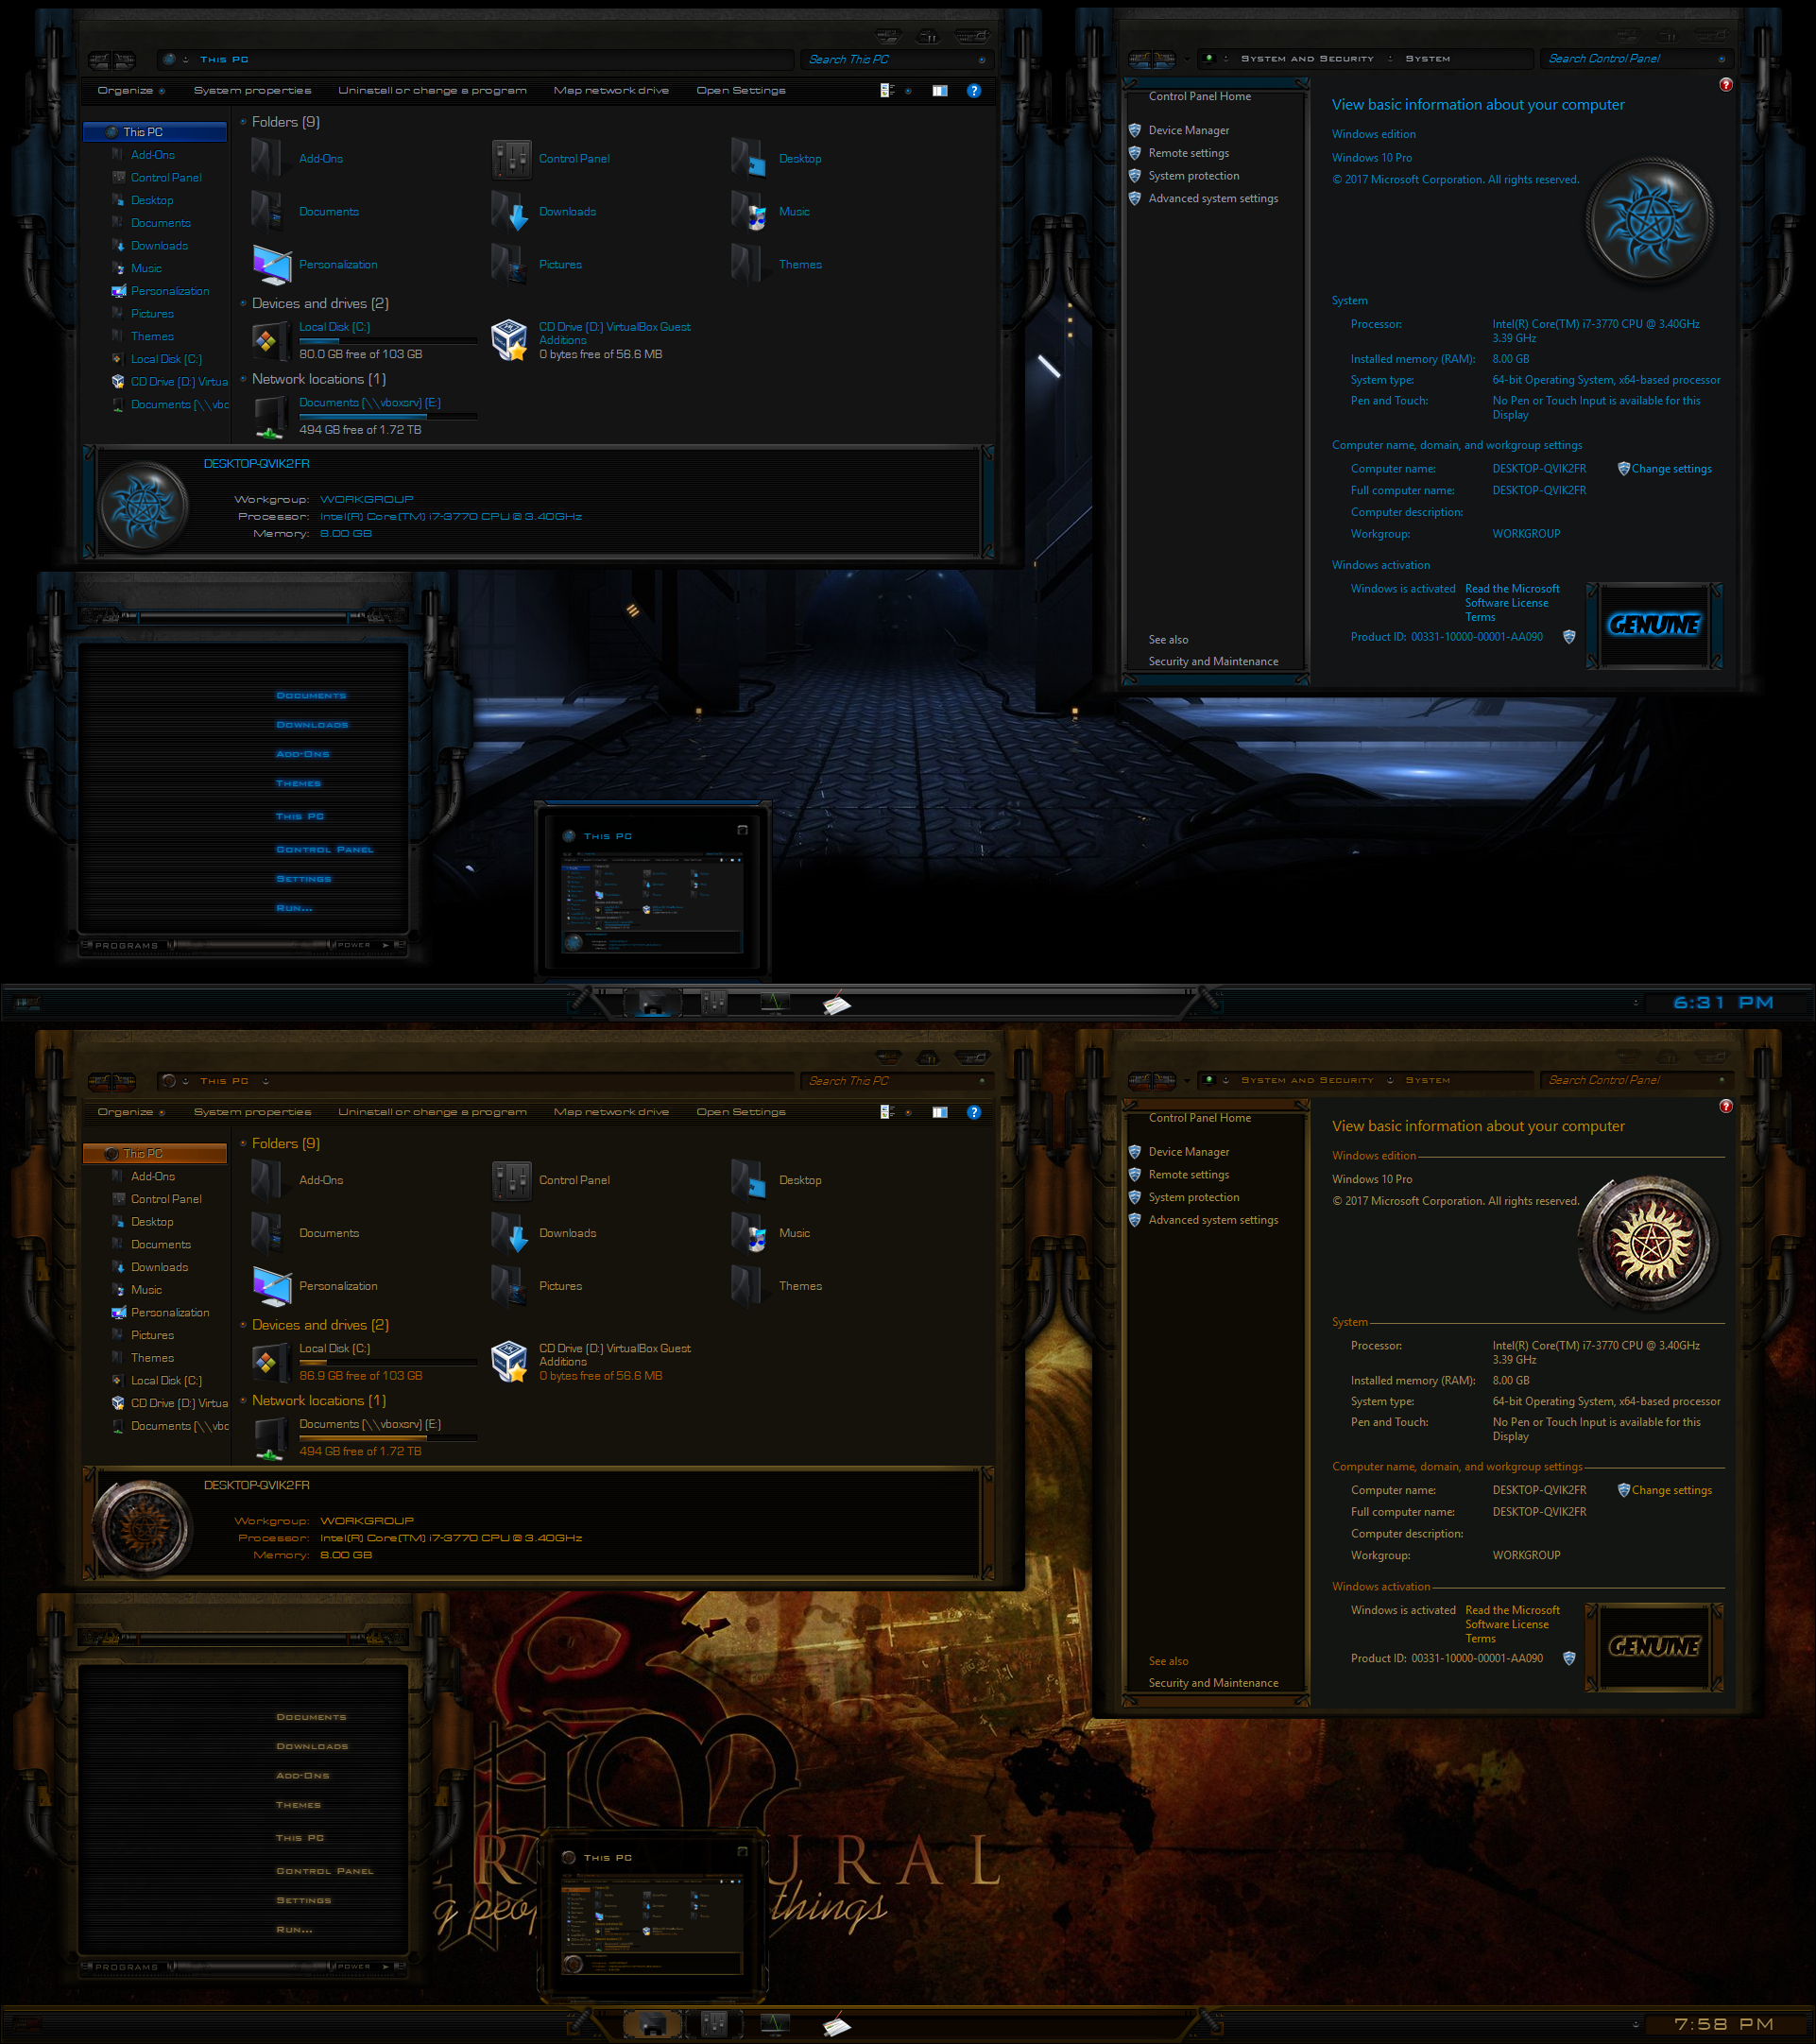 This PC
Search This PC
Organize
System properties
Uninstall or change a program
Map network drive
Open Settings
This PC
Add-Ons
Control Panel
Desktop
Documents
Downloads
Music
Personalization
Pictures
Themes
Local Disk (C:)
CD Drive (D:) Virtua
Documents (\\vbo
Folders (9)
Add-Ons
Control Panel
Desktop
Documents
Downloads
Music
Personalization
Pictures
Themes
Devices and drives (2)
Local Disk (C:)
80.0 GB free of 103 GB
CD Drive (D:) VirtualBox Guest
Additions
0 bytes free of 56.6 MB
Network locations (1)
Documents (\\vboxsrv) (E:)
494 GB free of 1.72 TB
DESKTOP-QVIK2FR
Workgroup: WORKGROUP
Processor: Intel(R) Core(TM) i7-3770 CPU @ 3.40GHz
Memory: 8.00 GB
System and Security
System
Search Control Panel
Control Panel Home
Device Manager
Remote settings
System protection
Advanced system settings
See also
Security and Maintenance
View basic information about your computer
Windows edition
Windows 10 Pro
© 2017 Microsoft Corporation. All rights reserved.
System
Processor: Intel(R) Core(TM) i7-3770 CPU @ 3.40GHz
3.39 GHz
Installed memory (RAM): 8.00 GB
System type: 64-bit Operating System, x64-based processor
Pen and Touch: No Pen or Touch Input is available for this
Display
Computer name, domain, and workgroup settings
Computer name: DESKTOP-QVIK2FR
Change settings
Full computer name: DESKTOP-QVIK2FR
Computer description:
Workgroup: WORKGROUP
Windows activation
Windows is activated Read the Microsoft
Software License
Terms
Product ID: 00331-10000-00001-AA090
GENUINE
Documents
Downloads
Add-Ons
Themes
This PC
Control Panel
Settings
Run...
PROGRAMS
POWER
This PC
6:31 PM
This PC
Search This PC
Organize
System properties
Uninstall or change a program
Map network drive
Open Settings
This PC
Add-Ons
Control Panel
Desktop
Documents
Downloads
Music
Personalization
Pictures
Themes
Local Disk (C:)
CD Drive (D:) Virtua
Documents (\\vbo
Folders (9)
Add-Ons
Control Panel
Desktop
Documents
Downloads
Music
Personalization
Pictures
Themes
Devices and drives (2)
Local Disk (C:)
86.9 GB free of 103 GB
CD Drive (D:) VirtualBox Guest
Additions
0 bytes free of 56.6 MB
Network locations (1)
Documents (\\vboxsrv) (E:)
494 GB free of 1.72 TB
DESKTOP-QVIK2FR
Workgroup: WORKGROUP
Processor: Intel(R) Core(TM) i7-3770 CPU @ 3.40GHz
Memory: 8.00 GB
System and Security
System
Search Control Panel
Control Panel Home
Device Manager
Remote settings
System protection
Advanced system settings
See also
Security and Maintenance
View basic information about your computer
Windows edition
Windows 10 Pro
© 2017 Microsoft Corporation. All rights reserved.
System
Processor: Intel(R) Core(TM) i7-3770 CPU @ 3.40GHz
3.39 GHz
Installed memory (RAM): 8.00 GB
System type: 64-bit Operating System, x64-based processor
Pen and Touch: No Pen or Touch Input is available for this
Display
Computer name, domain, and workgroup settings
Computer name: DESKTOP-QVIK2FR
Change settings
Full computer name: DESKTOP-QVIK2FR
Computer description:
Workgroup: WORKGROUP
Windows activation
Windows is activated Read the Microsoft
Software License
Terms
Product ID: 00331-10000-00001-AA090
GENUINE
Documents
Downloads
Add-Ons
Themes
This PC
Control Panel
Settings
Run...
PROGRAMS
POWER
This PC
URAL
things
7:58 PM